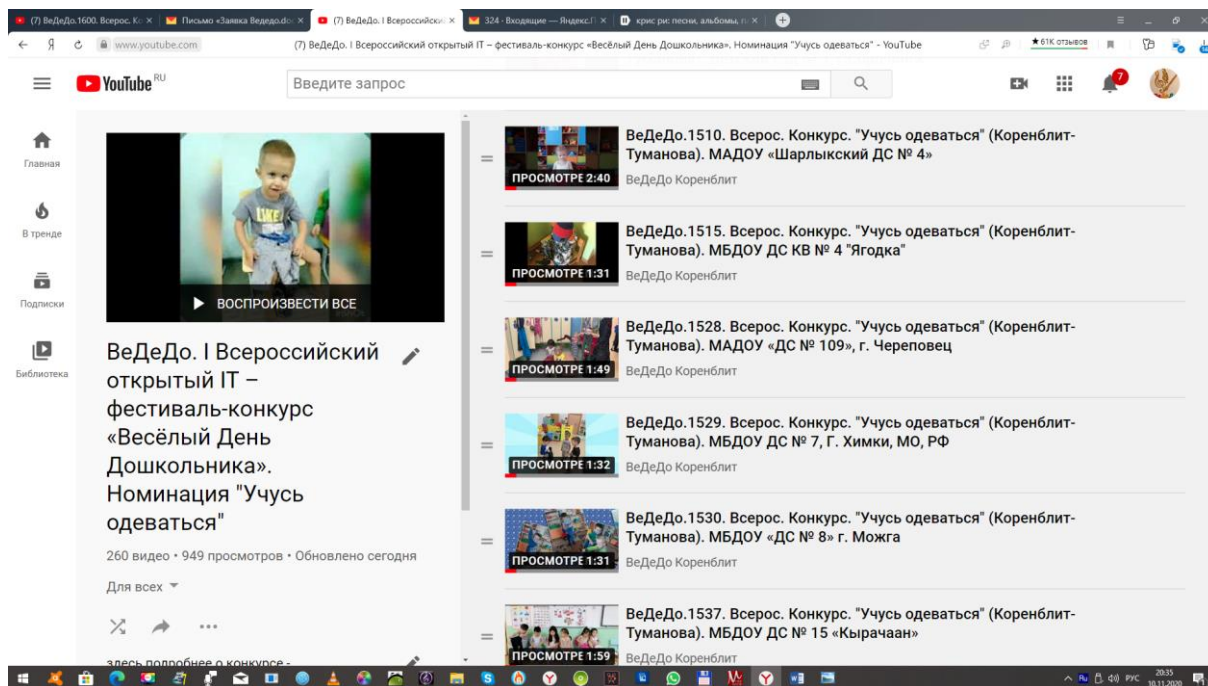 (7) ВеДеДо.1600. Всерос. Ко
Письмо «Заявка Ведедо.do
(7) ВеДеДо. I Всероссийски
324 · Входящие — Яндекс.П
крис ри: песни, альбомы, п
www.youtube.com
(7) ВеДеДо. I Всероссийский открытый IT – фестиваль-конкурс «Весёлый День Дошкольника». Номинация "Учусь одеваться" - YouTube
★ 61К отзывов
YouTube RU
Введите запрос
7
Главная
В тренде
Подписки
Библиотека
LIKE
ВОСПРОИЗВЕСТИ ВСЕ
ВеДеДо. I Всероссийский
открытый IT –
фестиваль-конкурс
«Весёлый День
Дошкольника».
Номинация "Учусь
одеваться"
260 видео • 949 просмотров • Обновлено сегодня
Для всех
здесь подробнее о конкурсе -
ПРОСМОТРЕ 2:40
ВеДеДо.1510. Всерос. Конкурс. "Учусь одеваться" (Коренблит-
Туманова). МАДОУ «Шарлыкский ДС № 4»
ВеДеДо Коренблит
ПРОСМОТРЕ 1:31
ВеДеДо.1515. Всерос. Конкурс. "Учусь одеваться" (Коренблит-
Туманова). МБДОУ ДС КВ № 4 "Ягодка"
ВеДеДо Коренблит
ПРОСМОТРЕ 1:49
ВеДеДо.1528. Всерос. Конкурс. "Учусь одеваться" (Коренблит-
Туманова). МАДОУ «ДС № 109», г. Череповец
ВеДеДо Коренблит
ПРОСМОТРЕ 1:32
ВеДеДо.1529. Всерос. Конкурс. "Учусь одеваться" (Коренблит-
Туманова). МБДОУ ДС № 7, Г. Химки, МО, РФ
ВеДеДо Коренблит
ПРОСМОТРЕ 1:31
ВеДеДо.1530. Всерос. Конкурс. "Учусь одеваться" (Коренблит-
Туманова). МБДОУ «ДС № 8» г. Можга
ВеДеДо Коренблит
ПРОСМОТРЕ 1:59
ВеДеДо.1537. Всерос. Конкурс. "Учусь одеваться" (Коренблит-
Туманова). МБДОУ ДС № 15 «Кырачаан»
ВеДеДо Коренблит
Ru
РУС
20:35
10.11.2020